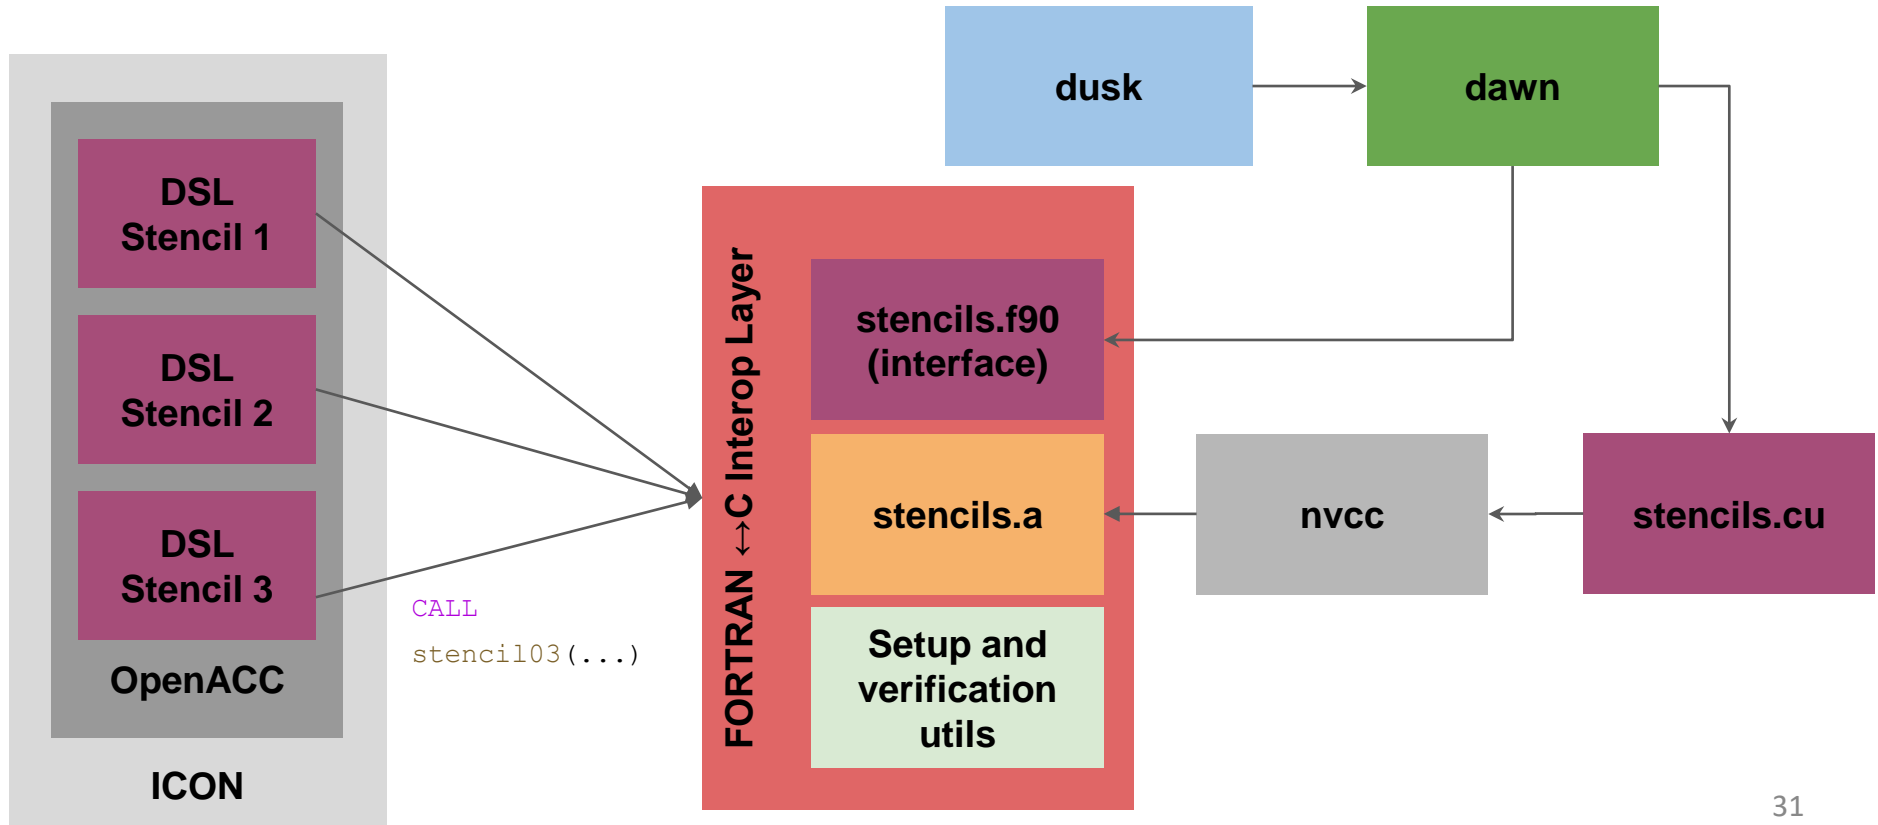 dusk
dawn
DSL
Stencil 1
DSL
Stencil 2
DSL
Stencil 3
OpenACC
ICON
CALL
stencil03(...)
FORTRAN ↔C Interop Layer
stencils.f90
(interface)
stencils.a
Setup and
verification
utils
nvcc
stencils.cu
31